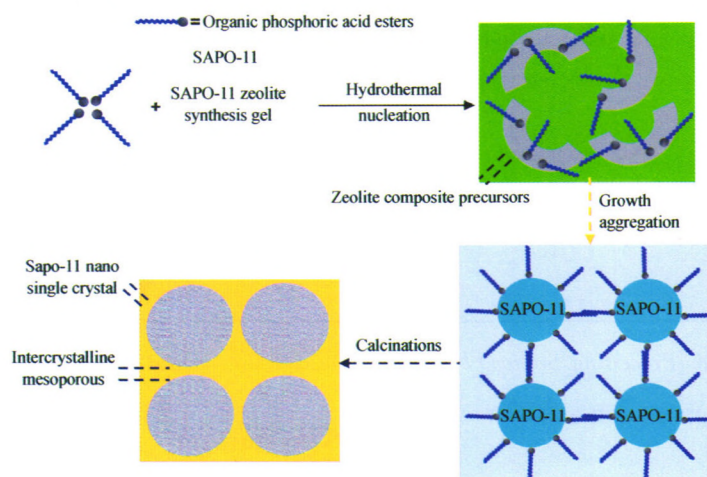 = Organic phosphoric acid esters
SAPO-11
+
SAPO-11 zeolite
synthesis gel
Hydrothermal
nucleation
Zeolite composite precursors
Growth
aggregation
SAPO-11
SAPO-11
SAPO-11
SAPO-11
Calcinations
Sapo-11 nano
single crystal
Intercrystalline
mesoporous